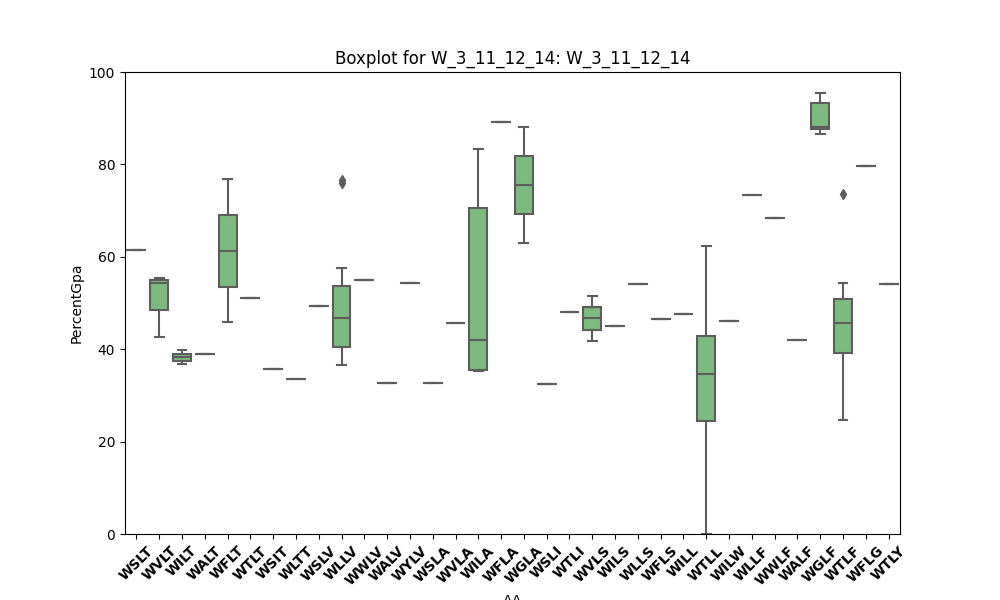 Boxplot for W_3_11_12_14: W_3_11_12_14
PercentGpa
100
80
60
40
20
0
WSLT WVLT WILT WALT WFLT WTLT WSIT WLTT WSLV WLLV WWLV WALV WYLV WSLA WVLA WILA WFLA WGLA WSLI WTLI WVLS WILS WLLS WFLS WILL WTLL WILW WLLF WWLF WALF WGLF WTLF WFLG WTLY
AA